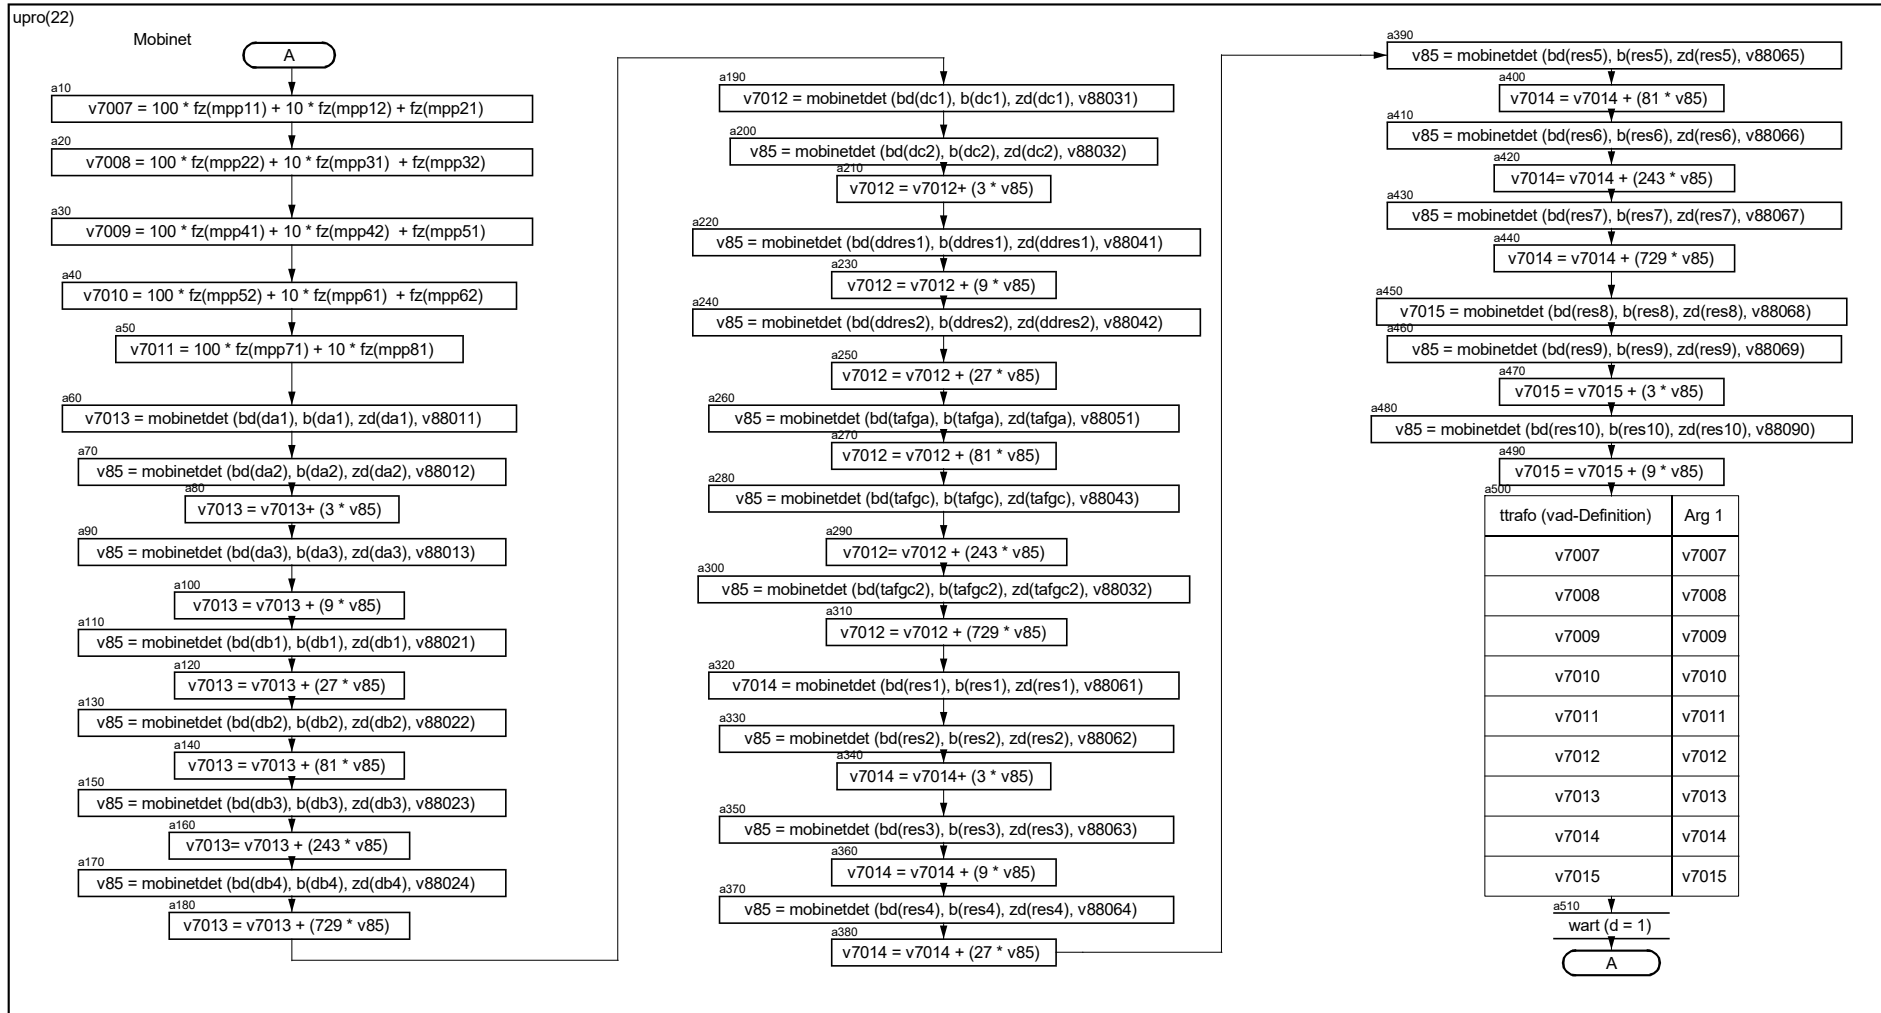 upro(22)
Mobinet
A
a10
v7007 = 100 * fz(mpp11) + 10 * fz(mpp12) + fz(mpp21)
a20
v7008 = 100 * fz(mpp22) + 10 * fz(mpp31)  + fz(mpp32)
a30
v7009 = 100 * fz(mpp41) + 10 * fz(mpp42)  + fz(mpp51)
a40
v7010 = 100 * fz(mpp52) + 10 * fz(mpp61)  + fz(mpp62)
a50
v7011 = 100 * fz(mpp71) + 10 * fz(mpp81)
a60
v7013 = mobinetdet (bd(da1), b(da1), zd(da1), v88011)
a70
v85 = mobinetdet (bd(da2), b(da2), zd(da2), v88012)
a80
v7013 = v7013+ (3 * v85)
a90
v85 = mobinetdet (bd(da3), b(da3), zd(da3), v88013)
a100
v7013 = v7013 + (9 * v85)
a110
v85 = mobinetdet (bd(db1), b(db1), zd(db1), v88021)
a120
v7013 = v7013 + (27 * v85)
a130
v85 = mobinetdet (bd(db2), b(db2), zd(db2), v88022)
a140
v7013 = v7013 + (81 * v85)
a150
v85 = mobinetdet (bd(db3), b(db3), zd(db3), v88023)
a160
v7013= v7013 + (243 * v85)
a170
v85 = mobinetdet (bd(db4), b(db4), zd(db4), v88024)
a180
v7013 = v7013 + (729 * v85)
a190
v7012 = mobinetdet (bd(dc1), b(dc1), zd(dc1), v88031)
a200
v85 = mobinetdet (bd(dc2), b(dc2), zd(dc2), v88032)
a210
v7012 = v7012+ (3 * v85)
a220
v85 = mobinetdet (bd(ddres1), b(ddres1), zd(ddres1), v88041)
a230
v7012 = v7012 + (9 * v85)
a240
v85 = mobinetdet (bd(ddres2), b(ddres2), zd(ddres2), v88042)
a250
v7012 = v7012 + (27 * v85)
a260
v85 = mobinetdet (bd(tafga), b(tafga), zd(tafga), v88051)
a270
v7012 = v7012 + (81 * v85)
a280
v85 = mobinetdet (bd(tafgc), b(tafgc), zd(tafgc), v88043)
a290
v7012= v7012 + (243 * v85)
a300
v85 = mobinetdet (bd(tafgc2), b(tafgc2), zd(tafgc2), v88032)
a310
v7012 = v7012 + (729 * v85)
a320
v7014 = mobinetdet (bd(res1), b(res1), zd(res1), v88061)
a330
v85 = mobinetdet (bd(res2), b(res2), zd(res2), v88062)
a340
v7014 = v7014+ (3 * v85)
a350
v85 = mobinetdet (bd(res3), b(res3), zd(res3), v88063)
a360
v7014 = v7014 + (9 * v85)
a370
v85 = mobinetdet (bd(res4), b(res4), zd(res4), v88064)
a380
v7014 = v7014 + (27 * v85)
a390
v85 = mobinetdet (bd(res5), b(res5), zd(res5), v88065)
a400
v7014 = v7014 + (81 * v85)
a410
v85 = mobinetdet (bd(res6), b(res6), zd(res6), v88066)
a420
v7014= v7014 + (243 * v85)
a430
v85 = mobinetdet (bd(res7), b(res7), zd(res7), v88067)
a440
v7014 = v7014 + (729 * v85)
a450
v7015 = mobinetdet (bd(res8), b(res8), zd(res8), v88068)
a460
v85 = mobinetdet (bd(res9), b(res9), zd(res9), v88069)
a470
v7015 = v7015 + (3 * v85)
a480
v85 = mobinetdet (bd(res10), b(res10), zd(res10), v88090)
a490
v7015 = v7015 + (9 * v85)
a500
ttrafo (vad-Definition) Arg 1
v7007 v7007
v7008 v7008
v7009 v7009
v7010 v7010
v7011 v7011
v7012 v7012
v7013 v7013
v7014 v7014
v7015 v7015
a510
wart (d = 1)
A